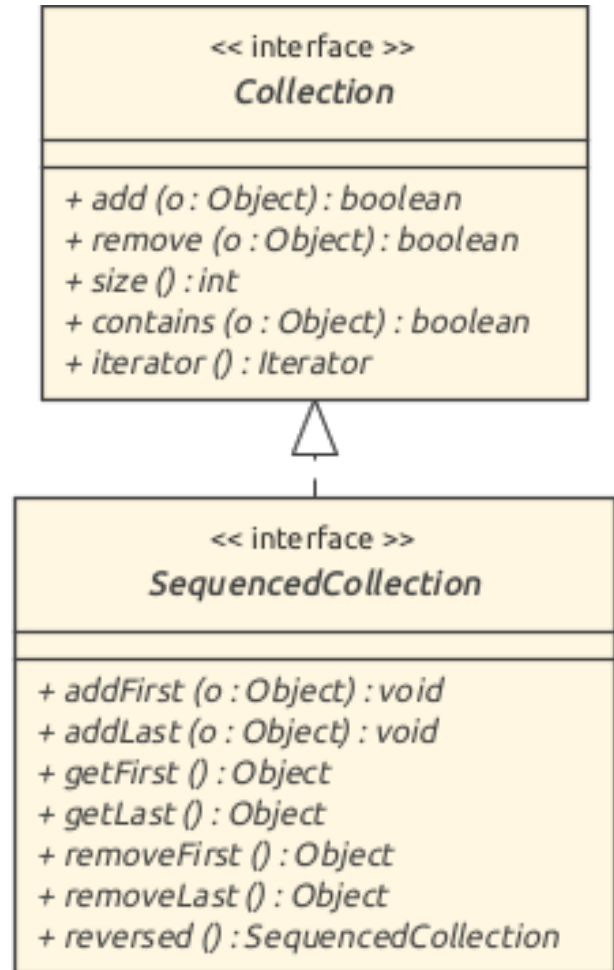 << interface >>
Collection
+ add (o : Object) : boolean
+ remove (o : Object) : boolean
+ size () : int
+ contains (o : Object) : boolean
+ iterator () : Iterator
<< interface >>
SequencedCollection
+ addFirst (o : Object) : void
+ addLast (o : Object) : void
+ getFirst () : Object
+ getLast () : Object
+ removeFirst () : Object
+ removeLast () : Object
+ reversed () : SequencedCollection